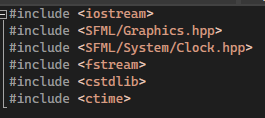 #include <iostream>
#include <SFML/Graphics.hpp>
#include <SFML/System/Clock.hpp>
#include <fstream>
#include <cstdlib>
#include <ctime>